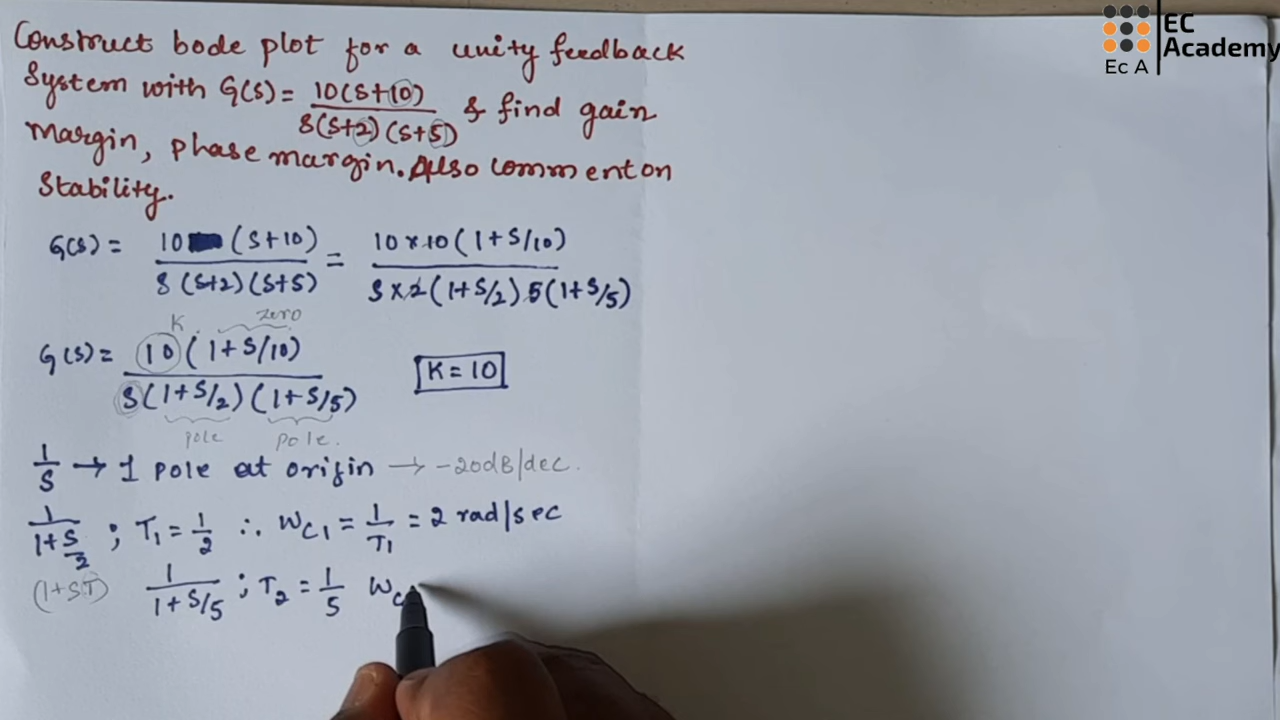 Construct bode plot for a unity feedback
System with G(s) = 10(s+10) / s(s+2)(s+5) & find gain
Margin, phase margin. Also comment on
Stability.
G(s) = 10 (s+10) / s(s+2)(s+5) = 10×10(1+s/10) / s×2(1+s/2)5(1+s/5)
K zero
G(s) = 10(1+s/10) / s(1+s/2)(1+s/5) K = 10
pole pole.
1/s → 1 pole at origin → -20dB/dec.
1/(1+s/2) ; T₁ = 1/2 ∴ Wc1 = 1/T₁ = 2 rad/sec
(1+sT) 1/(1+s/5) ; T₂ = 1/5 Wc
EC
Academy
Ec A